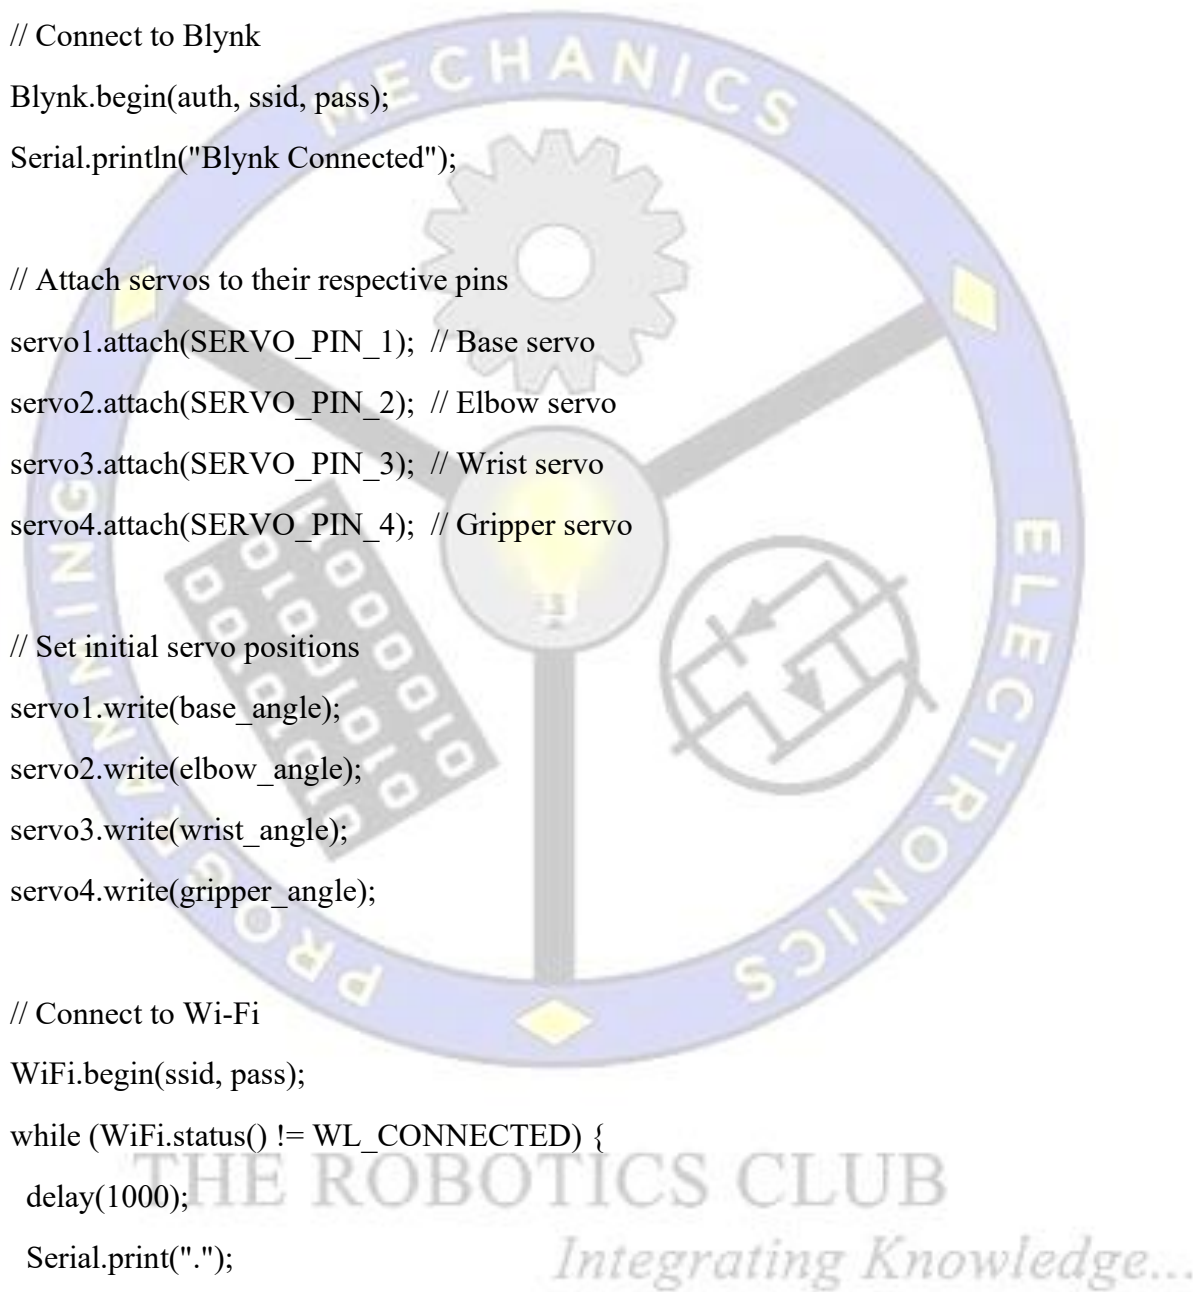 // Connect to Blynk
Blynk.begin(auth, ssid, pass);
Serial.println("Blynk Connected");
// Attach servos to their respective pins
servo1.attach(SERVO_PIN_1);  // Base servo
servo2.attach(SERVO_PIN_2);  // Elbow servo
servo3.attach(SERVO_PIN_3);  // Wrist servo
servo4.attach(SERVO_PIN_4);  // Gripper servo
// Set initial servo positions
servo1.write(base_angle);
servo2.write(elbow_angle);
servo3.write(wrist_angle);
servo4.write(gripper_angle);
// Connect to Wi-Fi
WiFi.begin(ssid, pass);
while (WiFi.status() != WL_CONNECTED) {
delay(1000);
Serial.print(".");
MECHANICS
ELECTRONICS
PROGRAMMING
THE ROBOTICS CLUB
Integrating Knowledge...